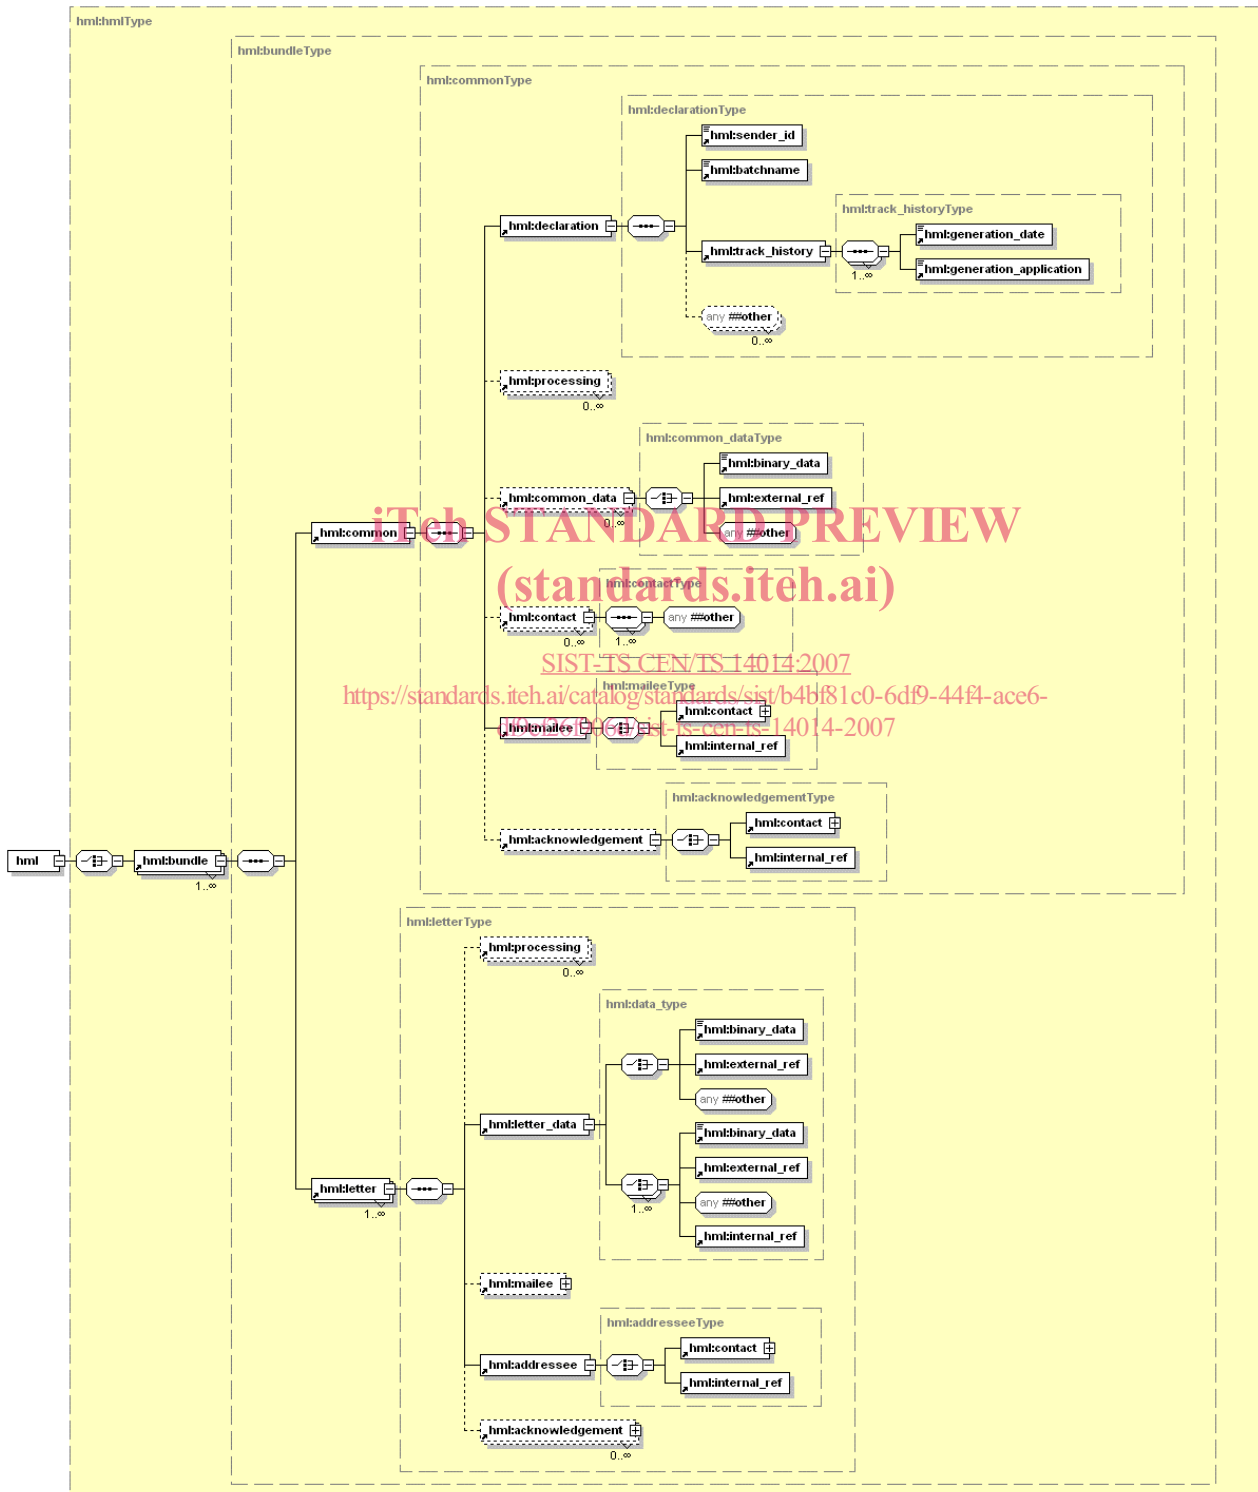 hml:hmlType
hml:bundleType
hml:commonType
hml:declarationType
hml:sender_id
hml:batchname
hml:track_historyType
hml:declaration
hml:generation_date
hml:track_history
1..∞
hml:generation_application
any ##other
0..∞
hml:processing
0..∞
hml:common_dataType
hml:binary_data
hml:common_data
0..∞
hml:external_ref
hml:common
any ##other
iTeh STANDARD PREVIEW
(standards.iteh.ai)
hml:contactType
hml:contact
0..∞
1..∞
any ##other
SIST-TS CEN/TS 14014:2007
https://standards.iteh.ai/catalog/standards/sist/b4bf81c0-6df9-44f4-ace6-
hml:maileeType
hml:contact
hml:mailee
/sist-ts-cen-ts-14014-2007
hml:internal_ref
hml:acknowledgementType
hml:contact
hml:acknowledgement
hml:internal_ref
hml
hml:bundle
1..∞
hml:letterType
hml:processing
0..∞
hml:data_type
hml:binary_data
hml:external_ref
any ##other
hml:letter_data
hml:binary_data
hml:external_ref
hml:letter
1..∞
1..∞
any ##other
hml:internal_ref
hml:mailee
hml:addresseeType
hml:contact
hml:addressee
hml:internal_ref
hml:acknowledgement
0..∞